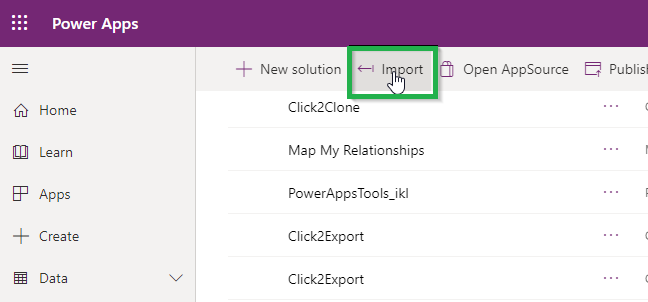 Power Apps
New solution Import Open AppSource Publish
Home
Learn
Apps
Create
Data
Click2Clone
Map My Relationships
PowerAppsTools_ikl
Click2Export
Click2Export